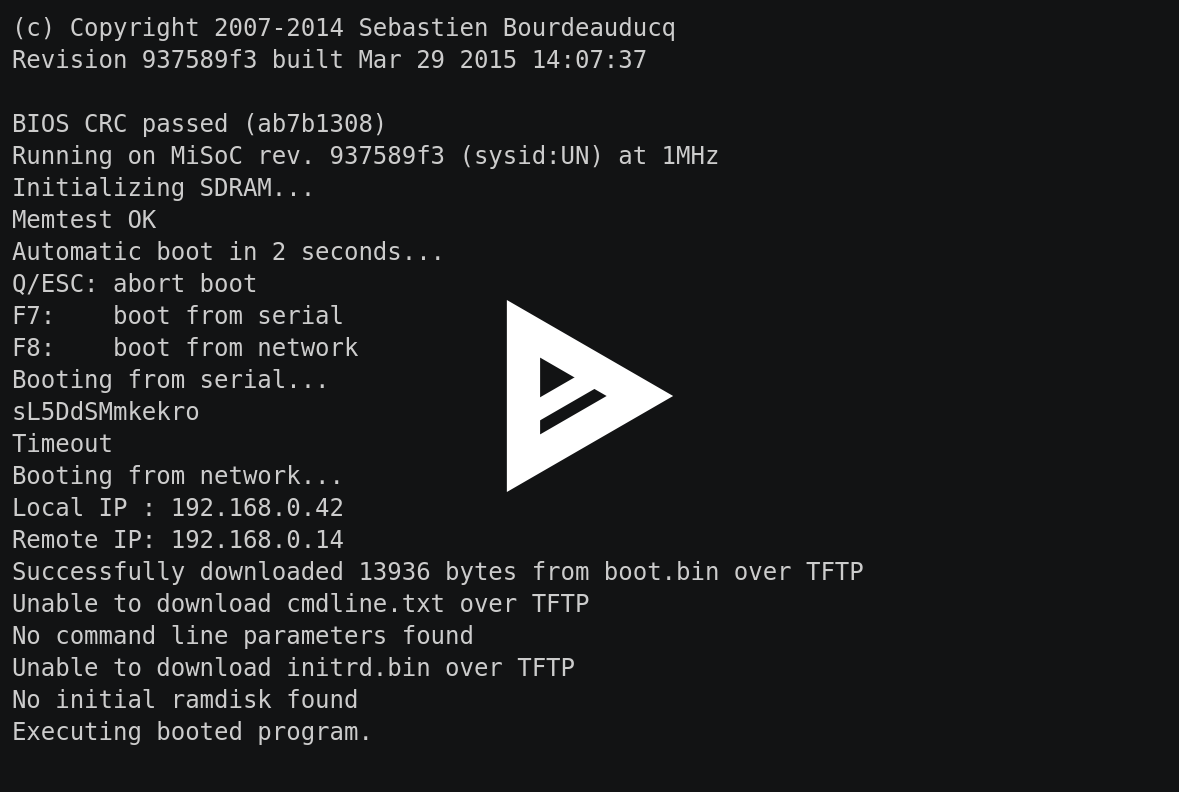 (c) Copyright 2007-2014 Sebastien Bourdeauducq
Revision 937589f3 built Mar 29 2015 14:07:37
BIOS CRC passed (ab7b1308)
Running on MiSoC rev. 937589f3 (sysid:UN) at 1MHz
Initializing SDRAM...
Memtest OK
Automatic boot in 2 seconds...
Q/ESC: abort boot
F7:    boot from serial
F8:    boot from network
Booting from serial...
sL5DdSMmkekro
Timeout
Booting from network...
Local IP : 192.168.0.42
Remote IP: 192.168.0.14
Successfully downloaded 13936 bytes from boot.bin over TFTP
Unable to download cmdline.txt over TFTP
No command line parameters found
Unable to download initrd.bin over TFTP
No initial ramdisk found
Executing booted program.